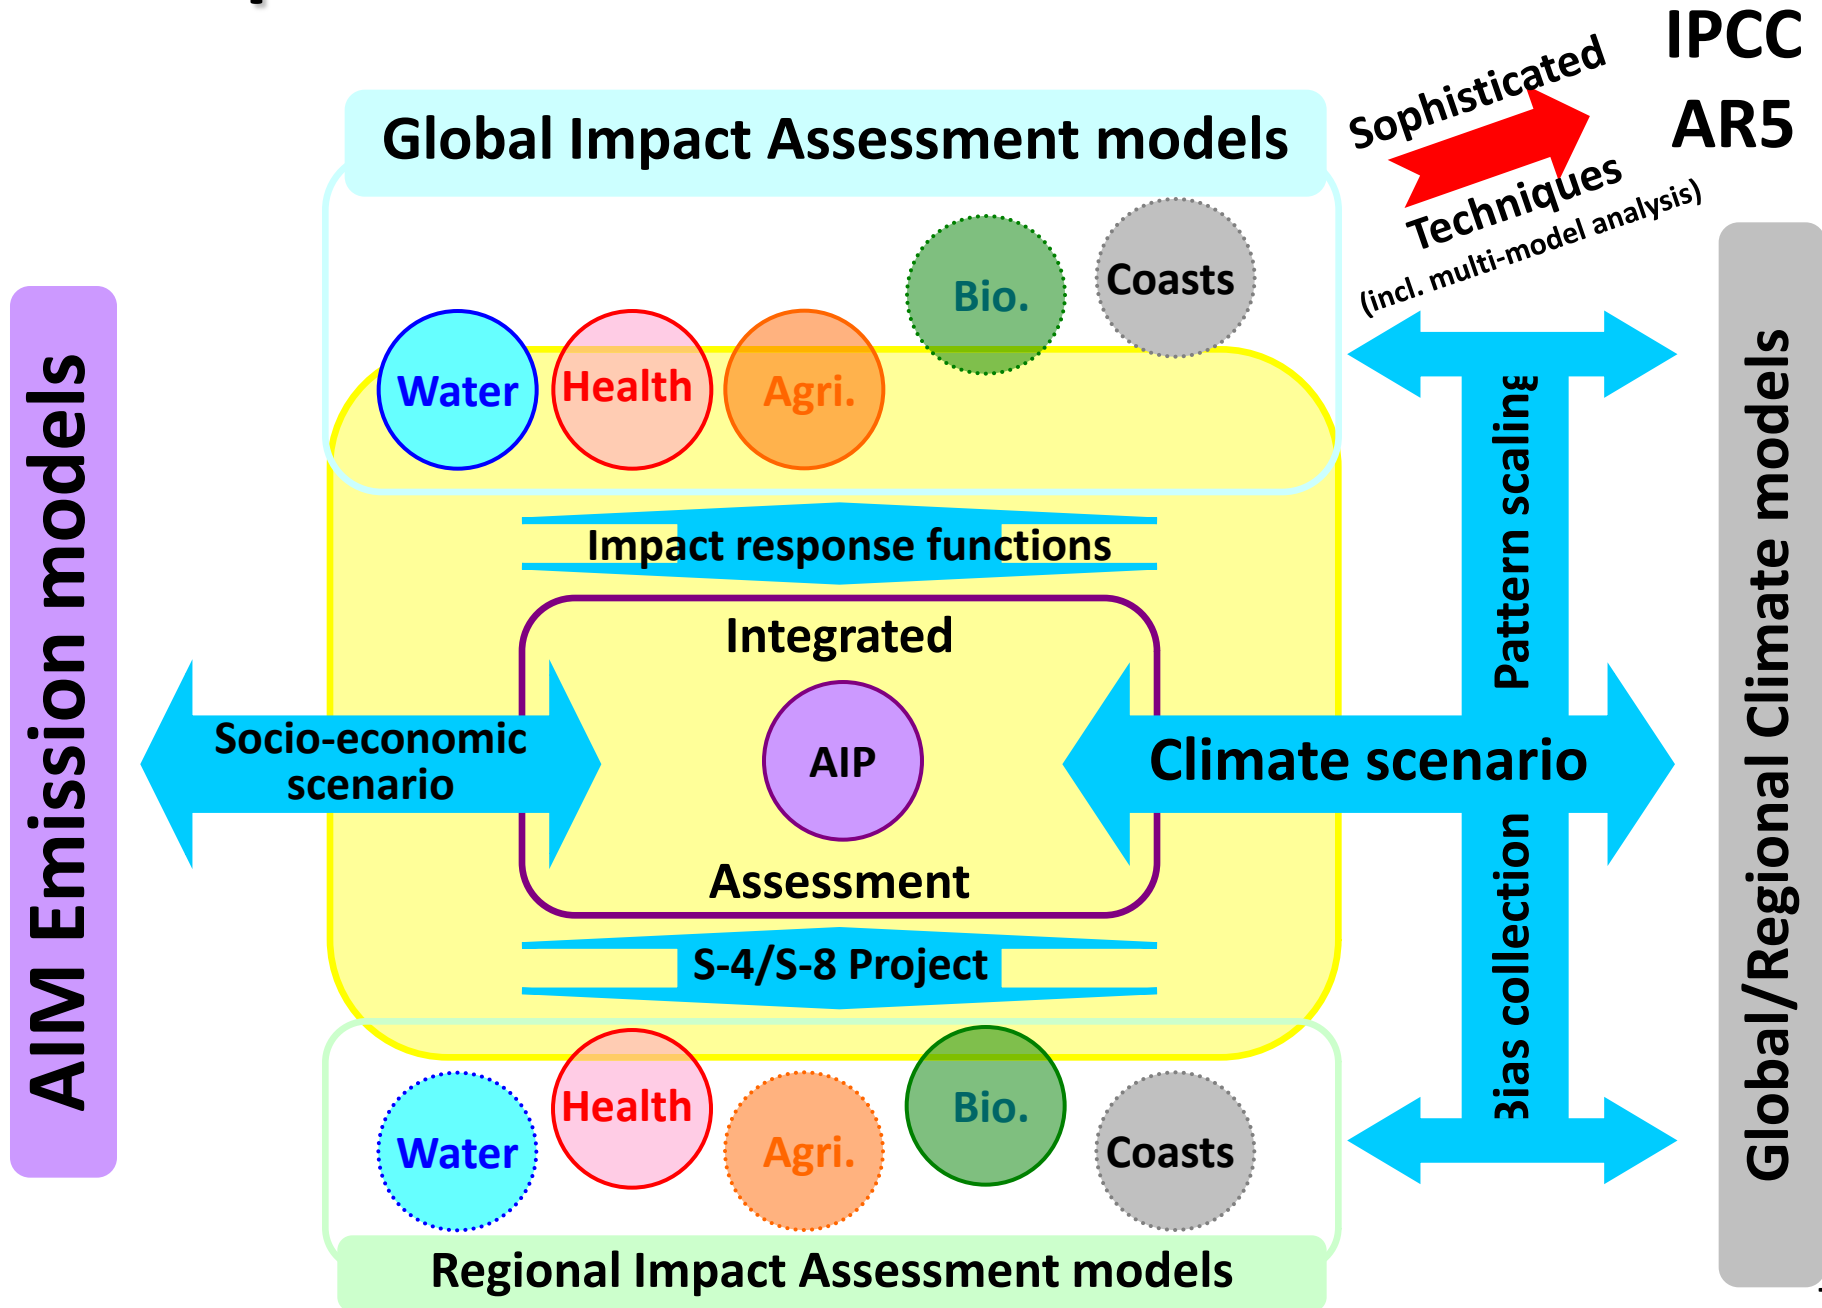 IPCC
AR5
Sophisticated
Techniques
(incl. multi-model analysis)
Global Impact Assessment models
Bio.
Coasts
Water
Health
Agri.
Impact response functions
Integrated
AIP
Assessment
Socio-economic
scenario
Climate scenario
Pattern scaling
Bias collection
S-4/S-8 Project
Health
Bio.
Water
Agri.
Coasts
Regional Impact Assessment models
AIM Emission models
Global/Regional Climate models